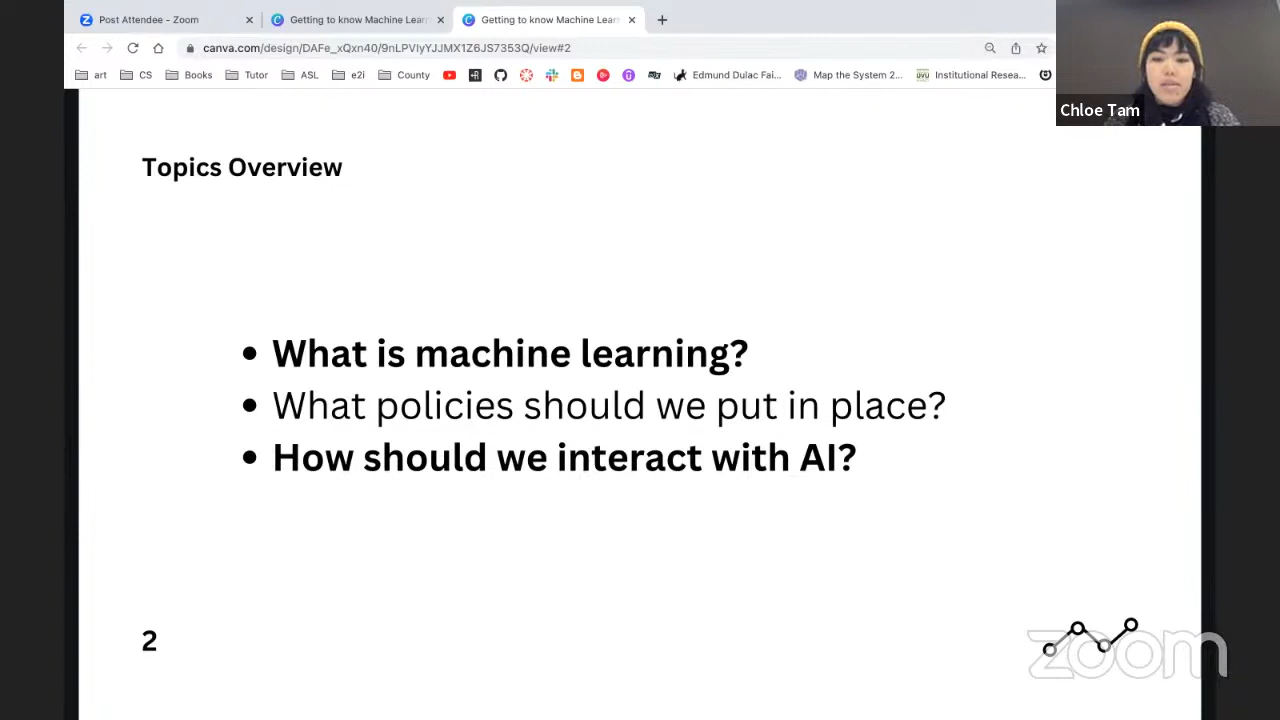 Post Attendee - Zoom
Getting to know Machine Lear
Getting to know Machine Lear
canva.com/design/DAFe_xQxn40/9nLPVIyYJJMX1Z6JS7353Q/view#2
art CS Books Tutor ASL e2i County Edmund Dulac Fai... Map the System 2... Institutional Resea...
Chloe Tam
Topics Overview
• What is machine learning?
• What policies should we put in place?
• How should we interact with AI?
2
zoom